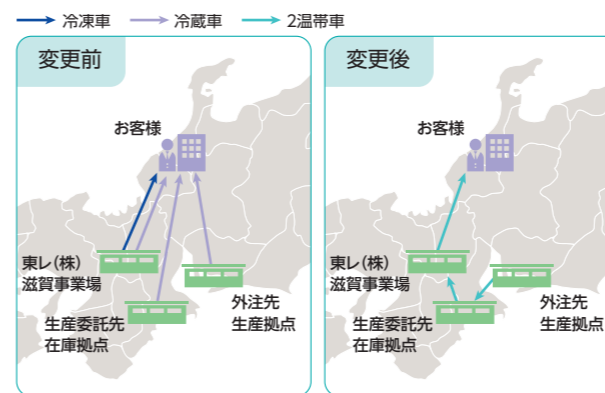 冷凍車 冷蔵車 2温帯車
変更前
お客様
東レ(株)
滋賀事業場
生産委託先
在庫拠点
外注先
生産拠点
変更後
お客様
東レ(株)
滋賀事業場
生産委託先
在庫拠点
外注先
生産拠点